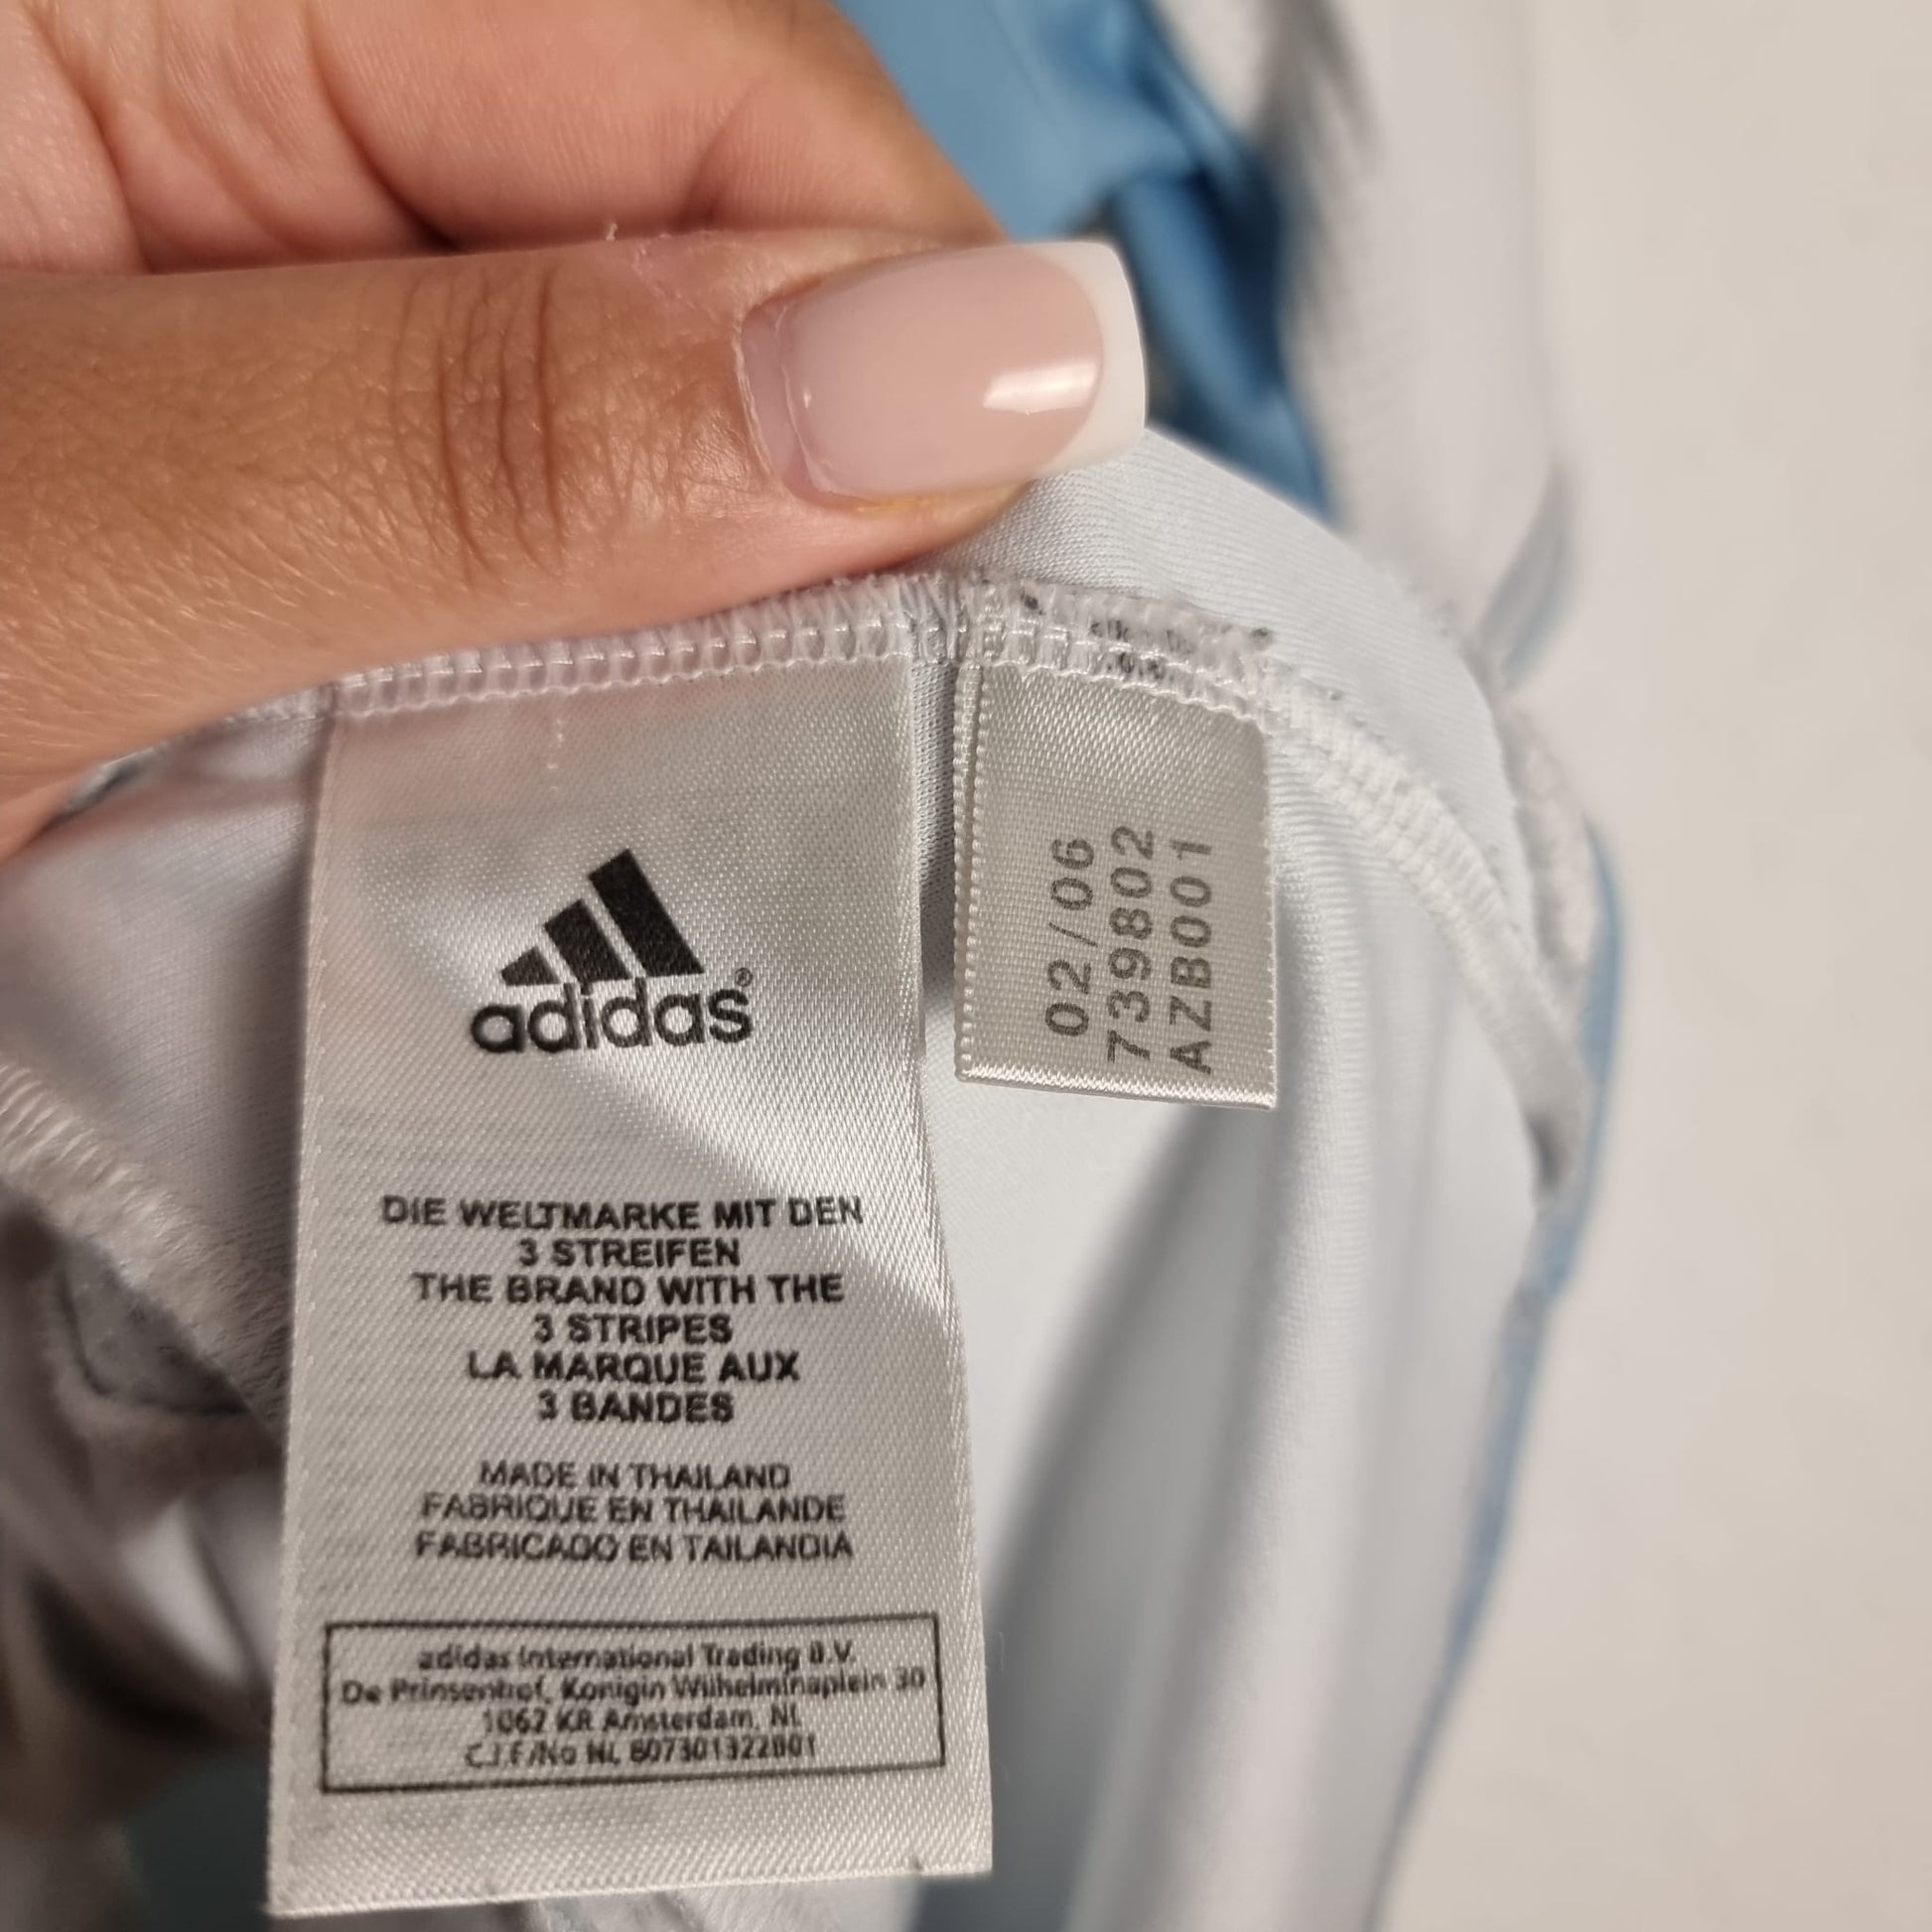 adidas®
DIE WELTMARKE MIT DEN
3 STREIFEN
THE BRAND WITH THE
3 STRIPES
LA MARQUE AUX
3 BANDES
MADE IN THAILAND
FABRIQUE EN THAILANDE
FABRICADO EN TAILANDIA
adidas International Trading B.V.
De Prinsenhof, Konigin Wilhelminaplein 30
1062 KR Amsterdam, NL
C.I.F/No NL 807301322B01
02/06
739802
AZB001